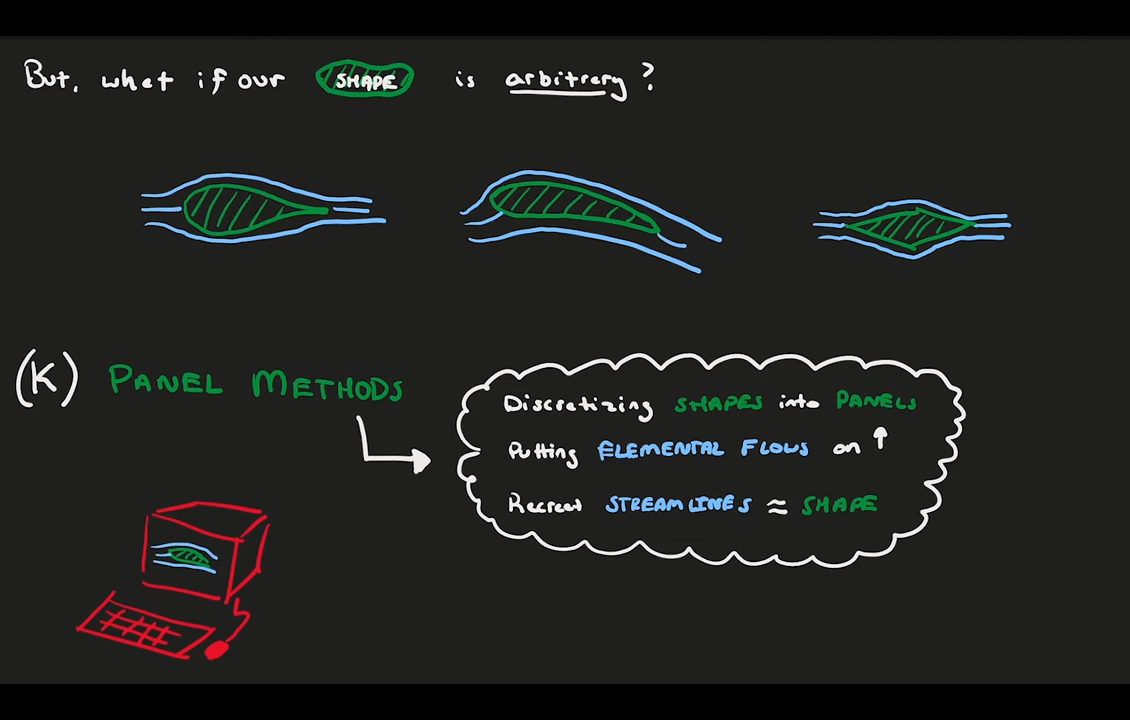 But, what if our SHAPE is arbitrary?
(K) PANEL METHODS
Discretizing SHAPES into PANELS
Putting ELEMENTAL FLOWS on ↑
Recreat STREAMLINES ≈ SHAPE